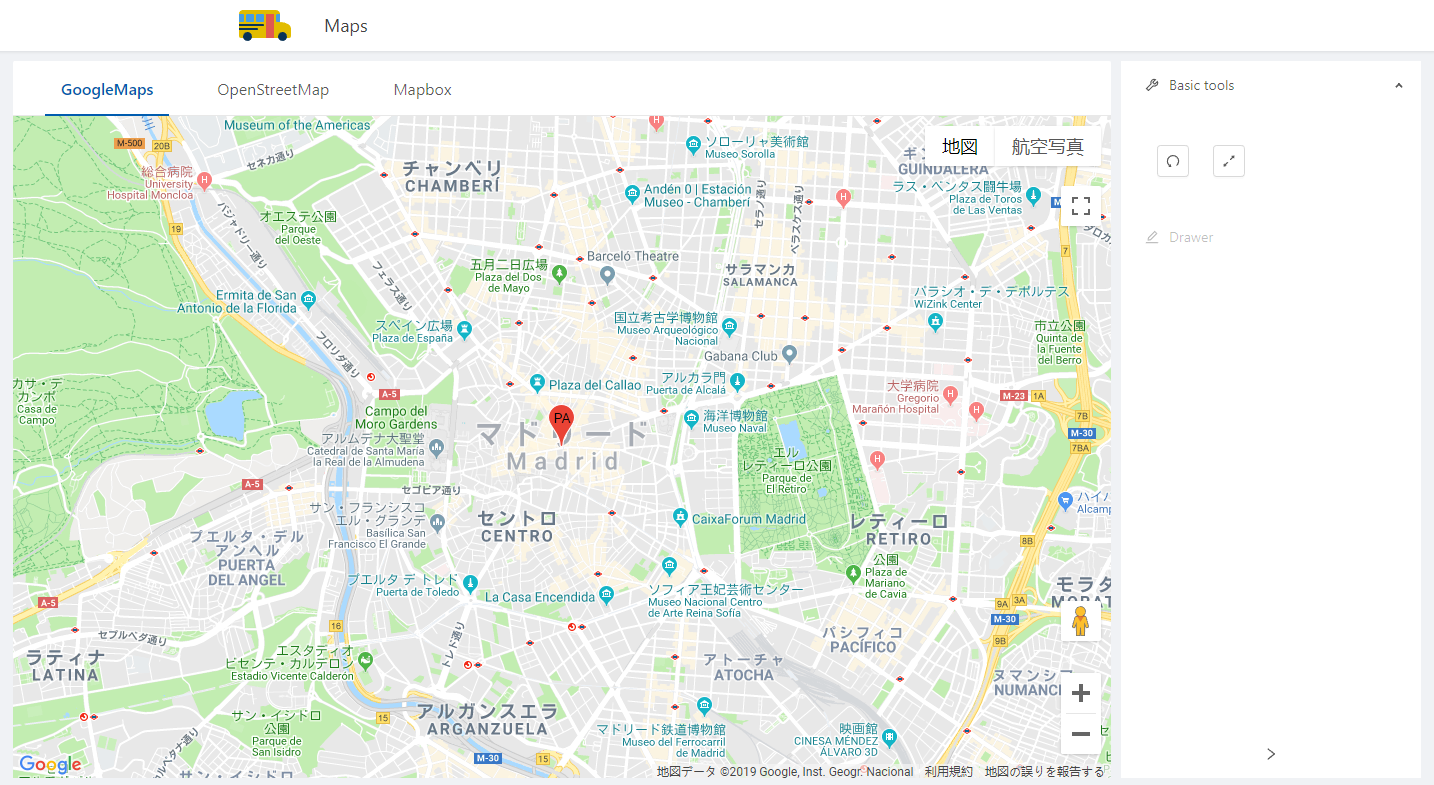 Maps
GoogleMaps
OpenStreetMap
Mapbox
Basic tools
Drawer
地図
航空写真
Museum of the Americas
M-500
20B
セネカ通り
総合病院
University
Hospital Moncloa
チャンベリ
CHAMBERÍ
ソローリャ美術館
Museo Sorolla
Andén 0 | Estación
Museo - Chamberí
セラノ通り
ベラスケス通り
GUINDALERA
ラス・ベンタス闘牛場
Plaza de Toros
de Las Ventas
19
バジャドリード通り
オエステ公園
Parque
del Oeste
フェラス通り
五月二日広場
Plaza del Dos
de Mayo
Barceló Theatre
サラマンカ
SALAMANCA
7
Ermita de San
Antonio de la Florida
スペイン広場
Plaza de España
国立考古学博物館
Museo Arqueológico
Nacional
パラシオ・デ・デポルテス
WiZink Center
市立公園
Quinta de
la Fuente
del Berro
フロリダ通り
Gabana Club
カサ・デ
カンポ
Casa de
Campo
A-5
Plaza del Callao
アルカラ門
Puerta de Alcalá
大学病院
Gregorio
Marañón Hospital
M-23
1A
7B
M-30
7BA
Campo del
Moro Gardens
PA
マドリード
Madrid
海洋博物館
Museo Naval
アルムデナ大聖堂
Catedral de Santa María
la Real de la Almudena
エル
レティーロ公園
Parque de
El Retiro
A-5
セゴビア通り
サン・フランシスコ
エル・グランデ
Basílica San
Francisco El Grande
セントロ
CENTRO
CaixaForum Madrid
レティーロ
RETIRO
ハイパ
Alcamp
8B
プエルタ・デル
アンヘル
PUERTA
DEL ANGEL
プエルタ デ トレド
Puerta de Toledo
La Casa Encendida
ソフィア王妃芸術センター
Museo Nacional Centro
de Arte Reina Sofía
公園
Plaza de
Mariano
de Cavia
モラタ
A-5
9A
3A
M-30
9B
セプルベダ通り
16
トレド通り
パシフィコ
PACÍFICO
ラティナ
LATINA
エスタディオ
ビセンテ・カルデロン
Estadio Vicente Calderón
アトーチャ
ATOCHA
ヌマンシ
NUMANC
サン・イシドロ
公園
Parque de
San Isidro
15
アルガンスエラ
ARGANZUELA
マドリード鉄道博物館
Museo del Ferrocarril
de Madrid
映画館
CINESA MÉNDEZ
ÁLVARO 3D
M-30
15
Google
地図データ ©2019 Google, Inst. Geogr. Nacional
利用規約
地図の誤りを報告する